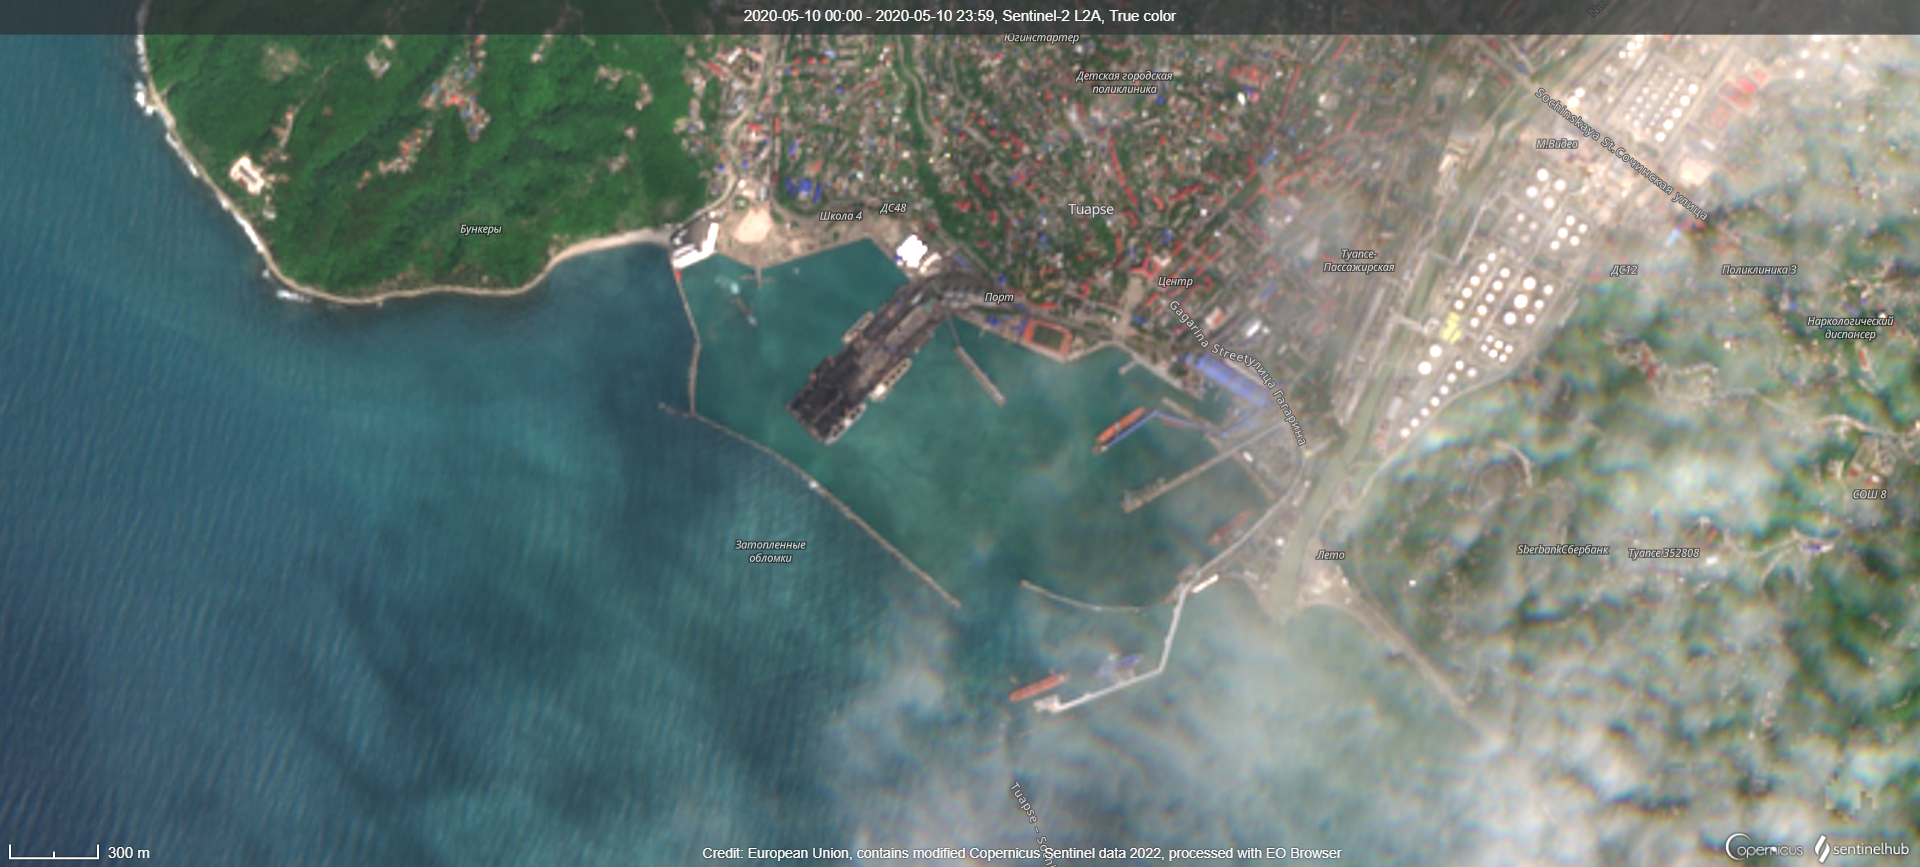 2020-05-10 00:00 - 2020-05-10 23:59, Sentinel-2 L2A, True color
Югинстартер
Детская городская
поликлиника
Sochinskaya St.Сочинская улица
М.Видео
Школа 4
ДС48
Tuapse
Бункеры
Туапсе-
Пассажирская
ДС12
Поликлиника 3
Центр
Порт
Gagarina Streetулица Гагарина
Наркологический
диспансер
СОШ 8
Затопленные
обломки
Лето
SberbankСбербанк
Туапсе 352808
300 m
Credit: European Union, contains modified Copernicus Sentinel data 2022, processed with EO Browser
Copernicus
sentinelhub